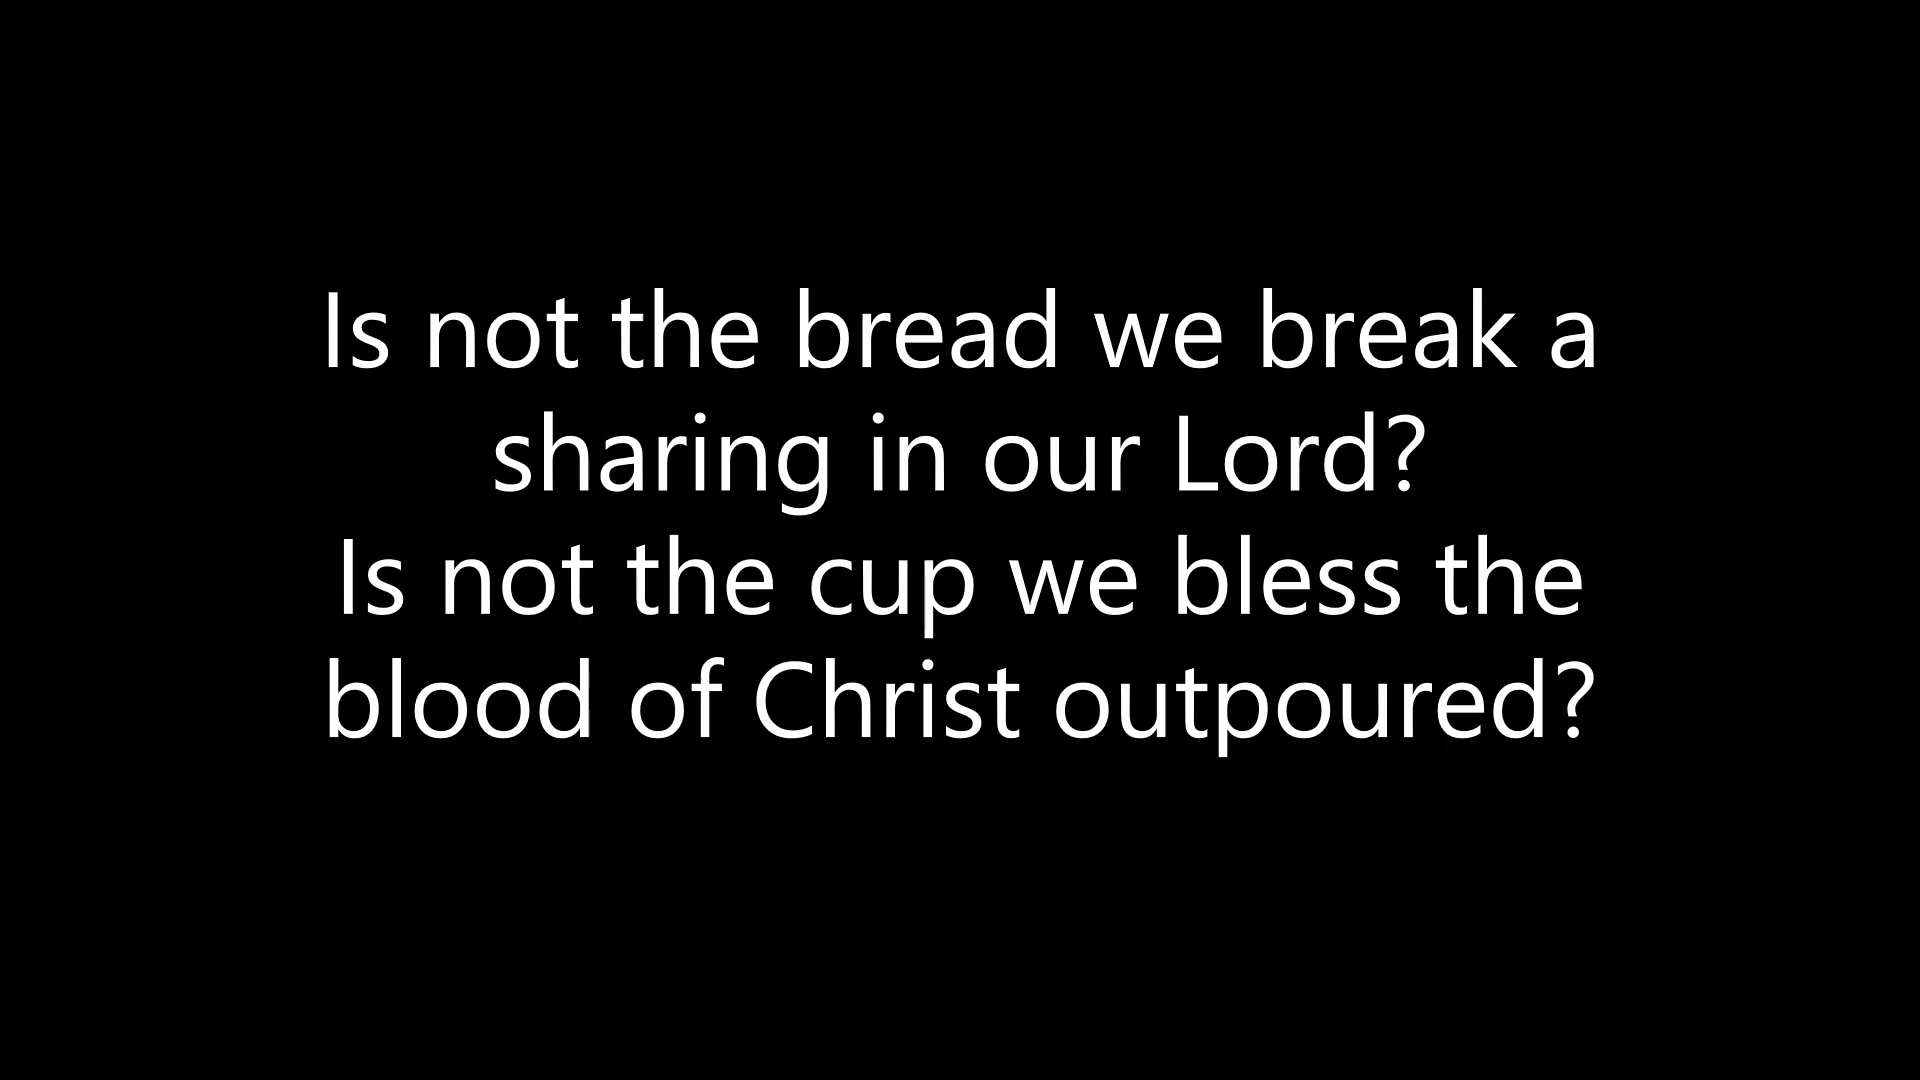 Is not the bread we break a
sharing in our Lord?
Is not the cup we bless the
blood of Christ outpoured?